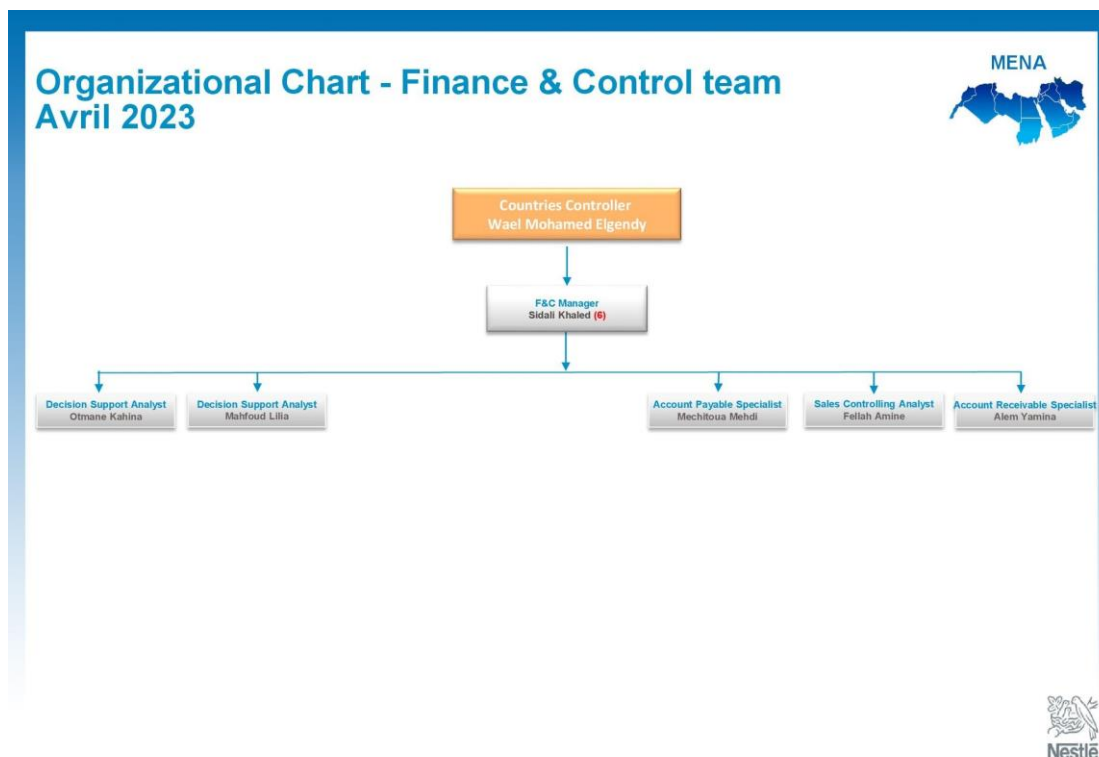 Organizational Chart - Finance & Control team
Avril 2023
MENA
Countries Controller
Wael Mohamed Elgendy
F&C Manager
Sidali Khaled (6)
Decision Support Analyst
Otmane Kahina
Decision Support Analyst
Mahfoud Lilia
Account Payable Specialist
Mechitoua Mehdi
Sales Controlling Analyst
Fellah Amine
Account Receivable Specialist
Alem Yamina
Nestlé